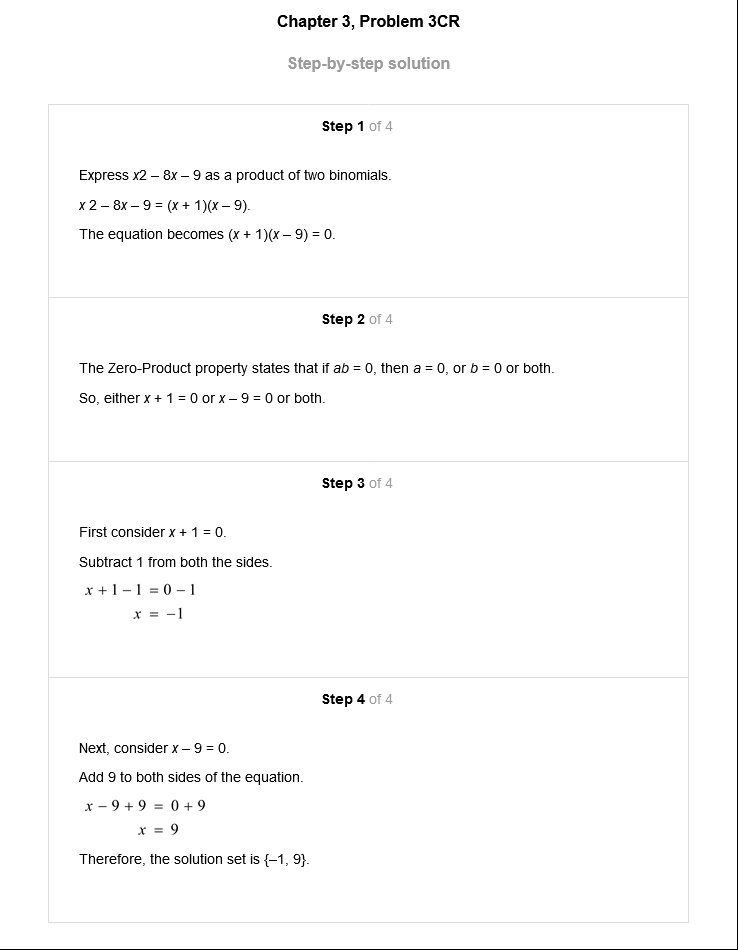 Chapter 3, Problem 3CR
Step-by-step solution
Step 1 of 4
Express x2 – 8x – 9 as a product of two binomials.
x 2 – 8x – 9 = (x + 1)(x – 9).
The equation becomes (x + 1)(x – 9) = 0.
Step 2 of 4
The Zero-Product property states that if ab = 0, then a = 0, or b = 0 or both.
So, either x + 1 = 0 or x – 9 = 0 or both.
Step 3 of 4
First consider x + 1 = 0.
Subtract 1 from both the sides.
x + 1 − 1 = 0 − 1
x = −1
Step 4 of 4
Next, consider x – 9 = 0.
Add 9 to both sides of the equation.
x − 9 + 9 = 0 + 9
x = 9
Therefore, the solution set is {–1, 9}.